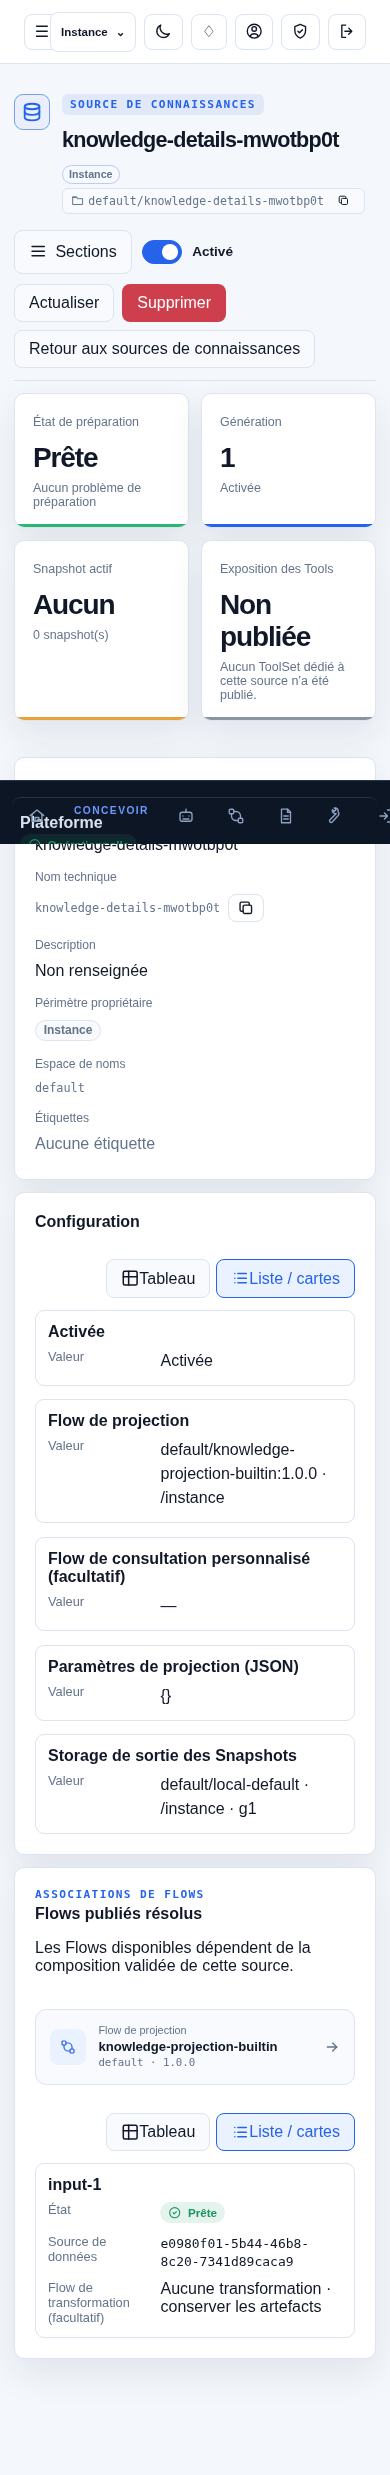 Instance
SOURCE DE CONNAISSANCES
knowledge-details-mwotbp0t
Instance
default/knowledge-details-mwotbp0t
Sections
Activé
Actualiser
Supprimer
Retour aux sources de connaissances
État de préparation
Prête
Aucun problème de
préparation
Génération
1
Activée
Snapshot actif
Aucun
0 snapshot(s)
Exposition des Tools
Non
publiée
Aucun ToolSet dédié à
cette source n'a été
publié.
CONCEVOIR
Plateforme
knowledge-details-mwotbp0t
Nom technique
knowledge-details-mwotbp0t
Description
Non renseignée
Périmètre propriétaire
Instance
Espace de noms
default
Étiquettes
Aucune étiquette
Configuration
Tableau
Liste / cartes
Activée
Valeur
Activée
Flow de projection
Valeur
default/knowledge-
projection-builtin:1.0.0 ·
/instance
Flow de consultation personnalisé
(facultatif)
Valeur
—
Paramètres de projection (JSON)
Valeur
{}
Storage de sortie des Snapshots
Valeur
default/local-default ·
/instance · g1
ASSOCIATIONS DE FLOWS
Flows publiés résolus
Les Flows disponibles dépendent de la
composition validée de cette source.
Flow de projection
knowledge-projection-builtin
default · 1.0.0
Tableau
Liste / cartes
input-1
État
Prête
Source de
données
e0980f01-5b44-46b8-
8c20-7341d89caca9
Flow de
transformation
(facultatif)
Aucune transformation ·
conserver les artefacts